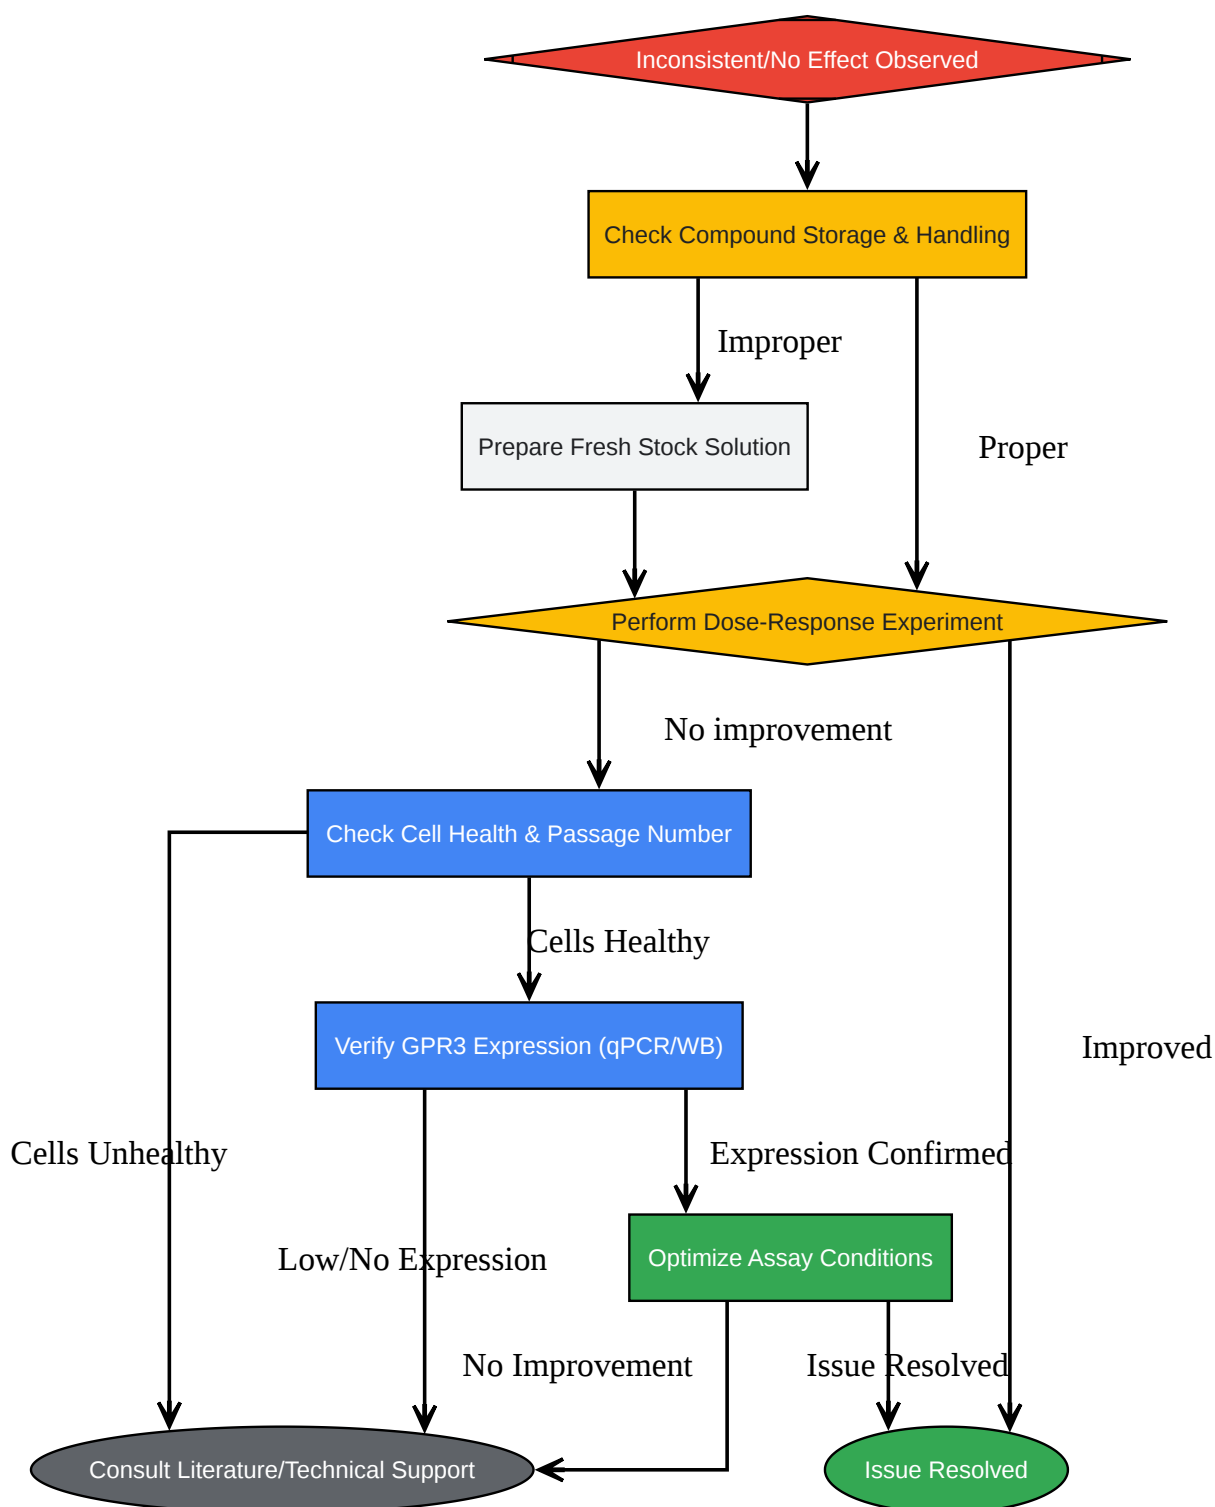 Inconsistent/No Effect Observed
Check Compound Storage & Handling
Improper
Prepare Fresh Stock Solution
Proper
Perform Dose-Response Experiment
No improvement
Check Cell Health & Passage Number
Cells Healthy
Verify GPR3 Expression (qPCR/WB)
Improved
Cells Unhealthy
Expression Confirmed
Low/No Expression
Optimize Assay Conditions
No Improvement
Issue Resolved
Consult Literature/Technical Support
Issue Resolved